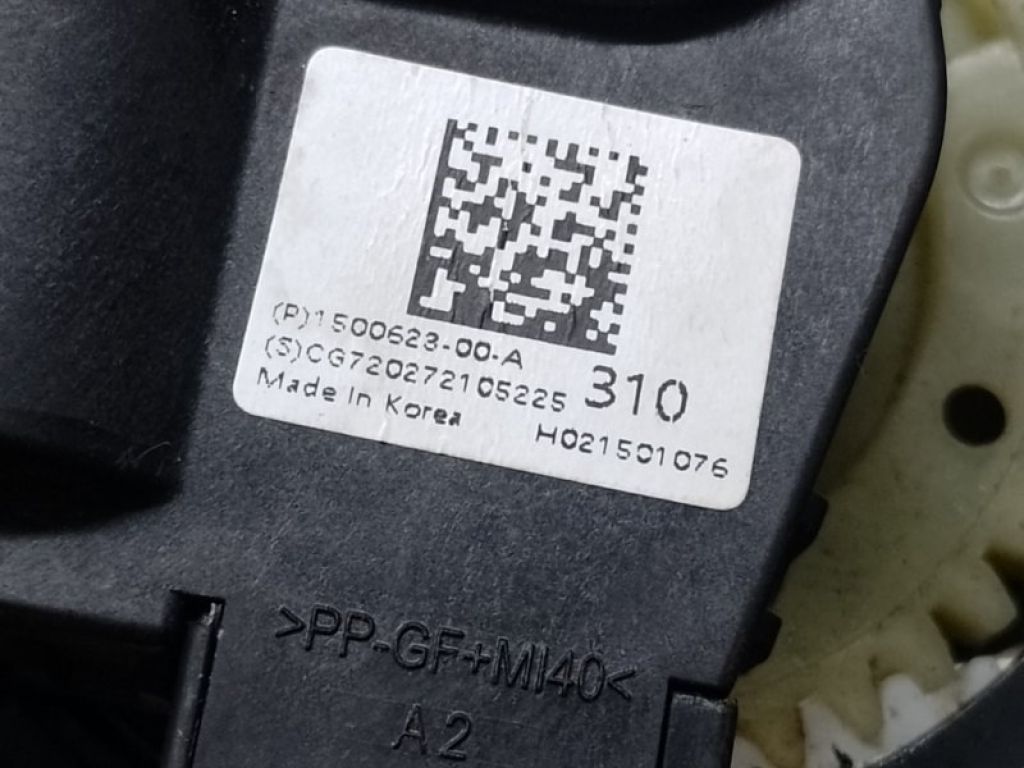 (P)1500623-00-A
(S)CG720272105225 310
Made In Korea H021501076
>PP-GF+MI40<
A2